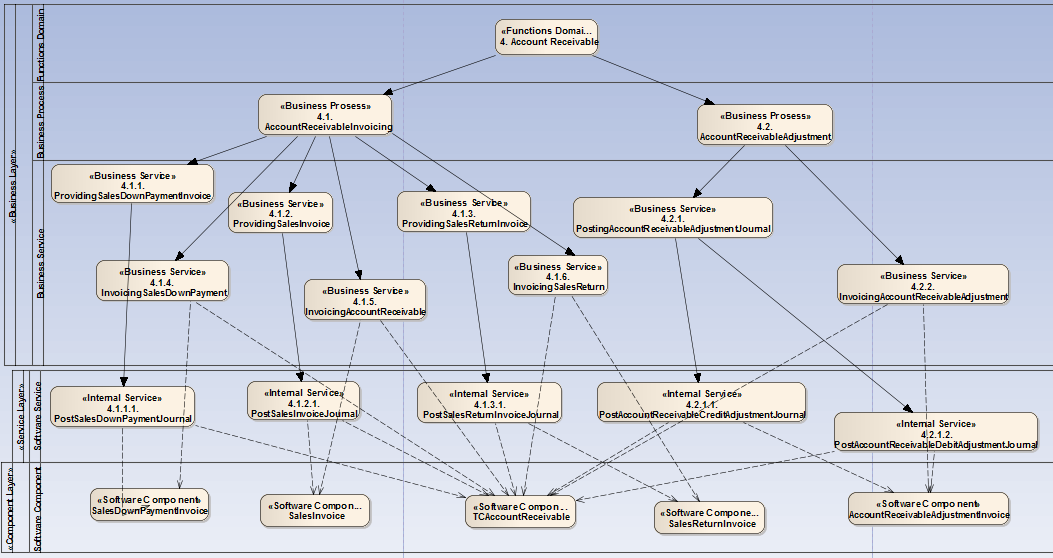 «Functions Domai...
4. Account Receivable
«Business Prosess»
4.1.
AccountReceivableInvoicing
«Business Prosess»
4.2.
AccountReceivableAdjustment
«Business Service»
4.1.1.
ProvidingSalesDownPaymentInvoice
«Business Service»
4.1.2.
ProvidingSalesInvoice
«Business Service»
4.1.3.
ProvidingSalesReturnInvoice
«Business Service»
4.2.1.
PostingAccountReceivableAdjustmentJournal
«Business Service»
4.1.4.
InvoicingSalesDownPayment
«Business Service»
4.1.5.
InvoicingAccountReceivable
«Business Service»
4.1.6.
InvoicingSalesReturn
«Business Service»
4.2.2.
InvoicingAccountReceivableAdjustment
«Internal Service»
4.1.1.1.
PostSalesDownPaymentJournal
«Internal Service»
4.1.2.1.
PostSalesInvoiceJournal
«Internal Service»
4.1.3.1.
PostSalesReturnInvoiceJournal
«Internal Service»
4.2.1.1.
PostAccountReceivableCreditAdjustmentJournal
«Internal Service»
4.2.1.2.
PostAccountReceivableDebitAdjustmentJournal
«Software Component»
SalesDownPaymentInvoice
«Software Compon...
SalesInvoice
«Software Compon...
TCAccountReceivable
«Software Compone...
SalesReturnInvoice
«Software Component»
AccountReceivableAdjustmentInvoice
«Business Layer»
Functions Domain
Business Process
Business Service
«Service Layer»
Software Service
«Component Layer»
Software Component